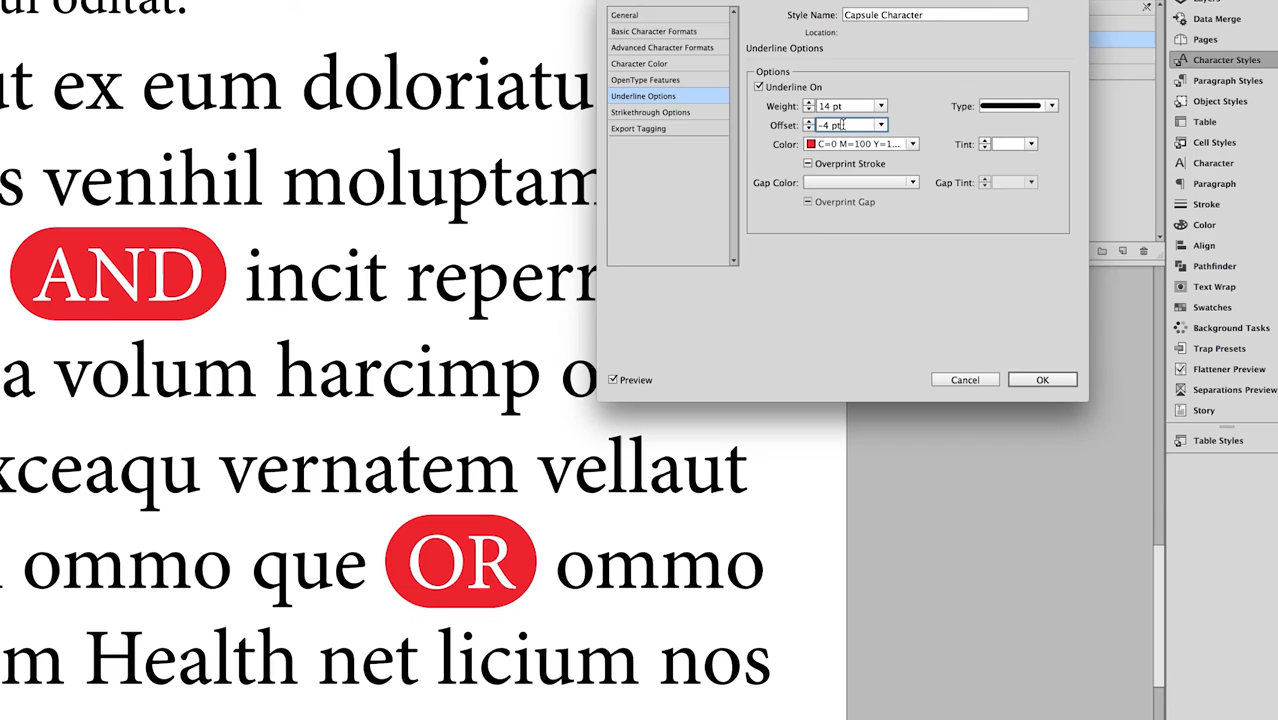 ut ex eum doloriatu
s venihil moluptam
AND incit reperr
a volum harcimp o
xceaqu vernatem vellaut
ommo que OR ommo
m Health net licium nos
General
Basic Character Formats
Advanced Character Formats
Character Color
OpenType Features
Underline Options
Strikethrough Options
Export Tagging
Style Name: Capsule Character
Location:
Underline Options
Options
Underline On
Weight: 14 pt
Type:
Offset: -4 pt
Color: C=0 M=100 Y=1...
Tint:
Overprint Stroke
Gap Color:
Gap Tint:
Overprint Gap
Preview
Cancel
OK
Data Merge
Pages
Character Styles
Paragraph Styles
Object Styles
Table
Cell Styles
Character
Paragraph
Stroke
Color
Align
Pathfinder
Text Wrap
Swatches
Background Tasks
Trap Presets
Flattener Preview
Separations Preview
Story
Table Styles